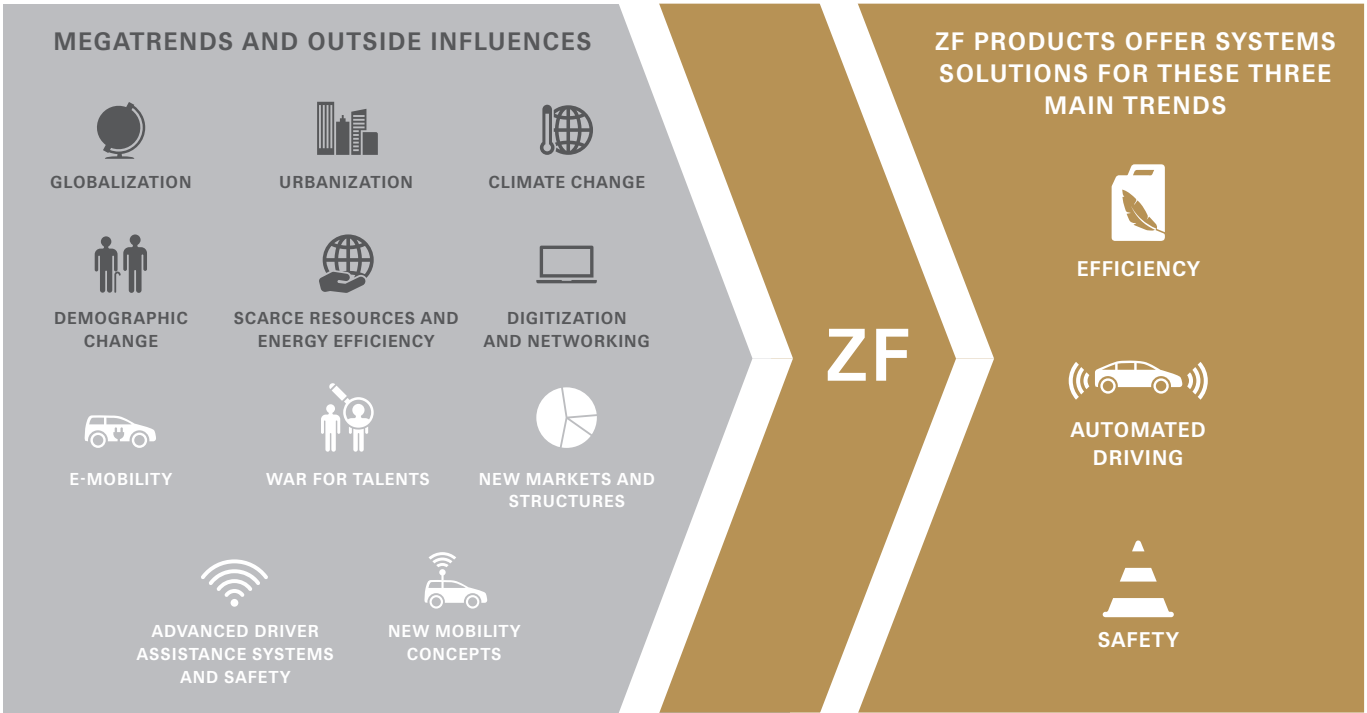 MEGATRENDS AND OUTSIDE INFLUENCES
GLOBALIZATION
URBANIZATION
CLIMATE CHANGE
DEMOGRAPHIC
CHANGE
SCARCE RESOURCES AND
ENERGY EFFICIENCY
DIGITIZATION
AND NETWORKING
E-MOBILITY
WAR FOR TALENTS
NEW MARKETS AND
STRUCTURES
ADVANCED DRIVER
ASSISTANCE SYSTEMS
AND SAFETY
NEW MOBILITY
CONCEPTS
ZF
ZF PRODUCTS OFFER SYSTEMS
SOLUTIONS FOR THESE THREE
MAIN TRENDS
EFFICIENCY
AUTOMATED
DRIVING
SAFETY